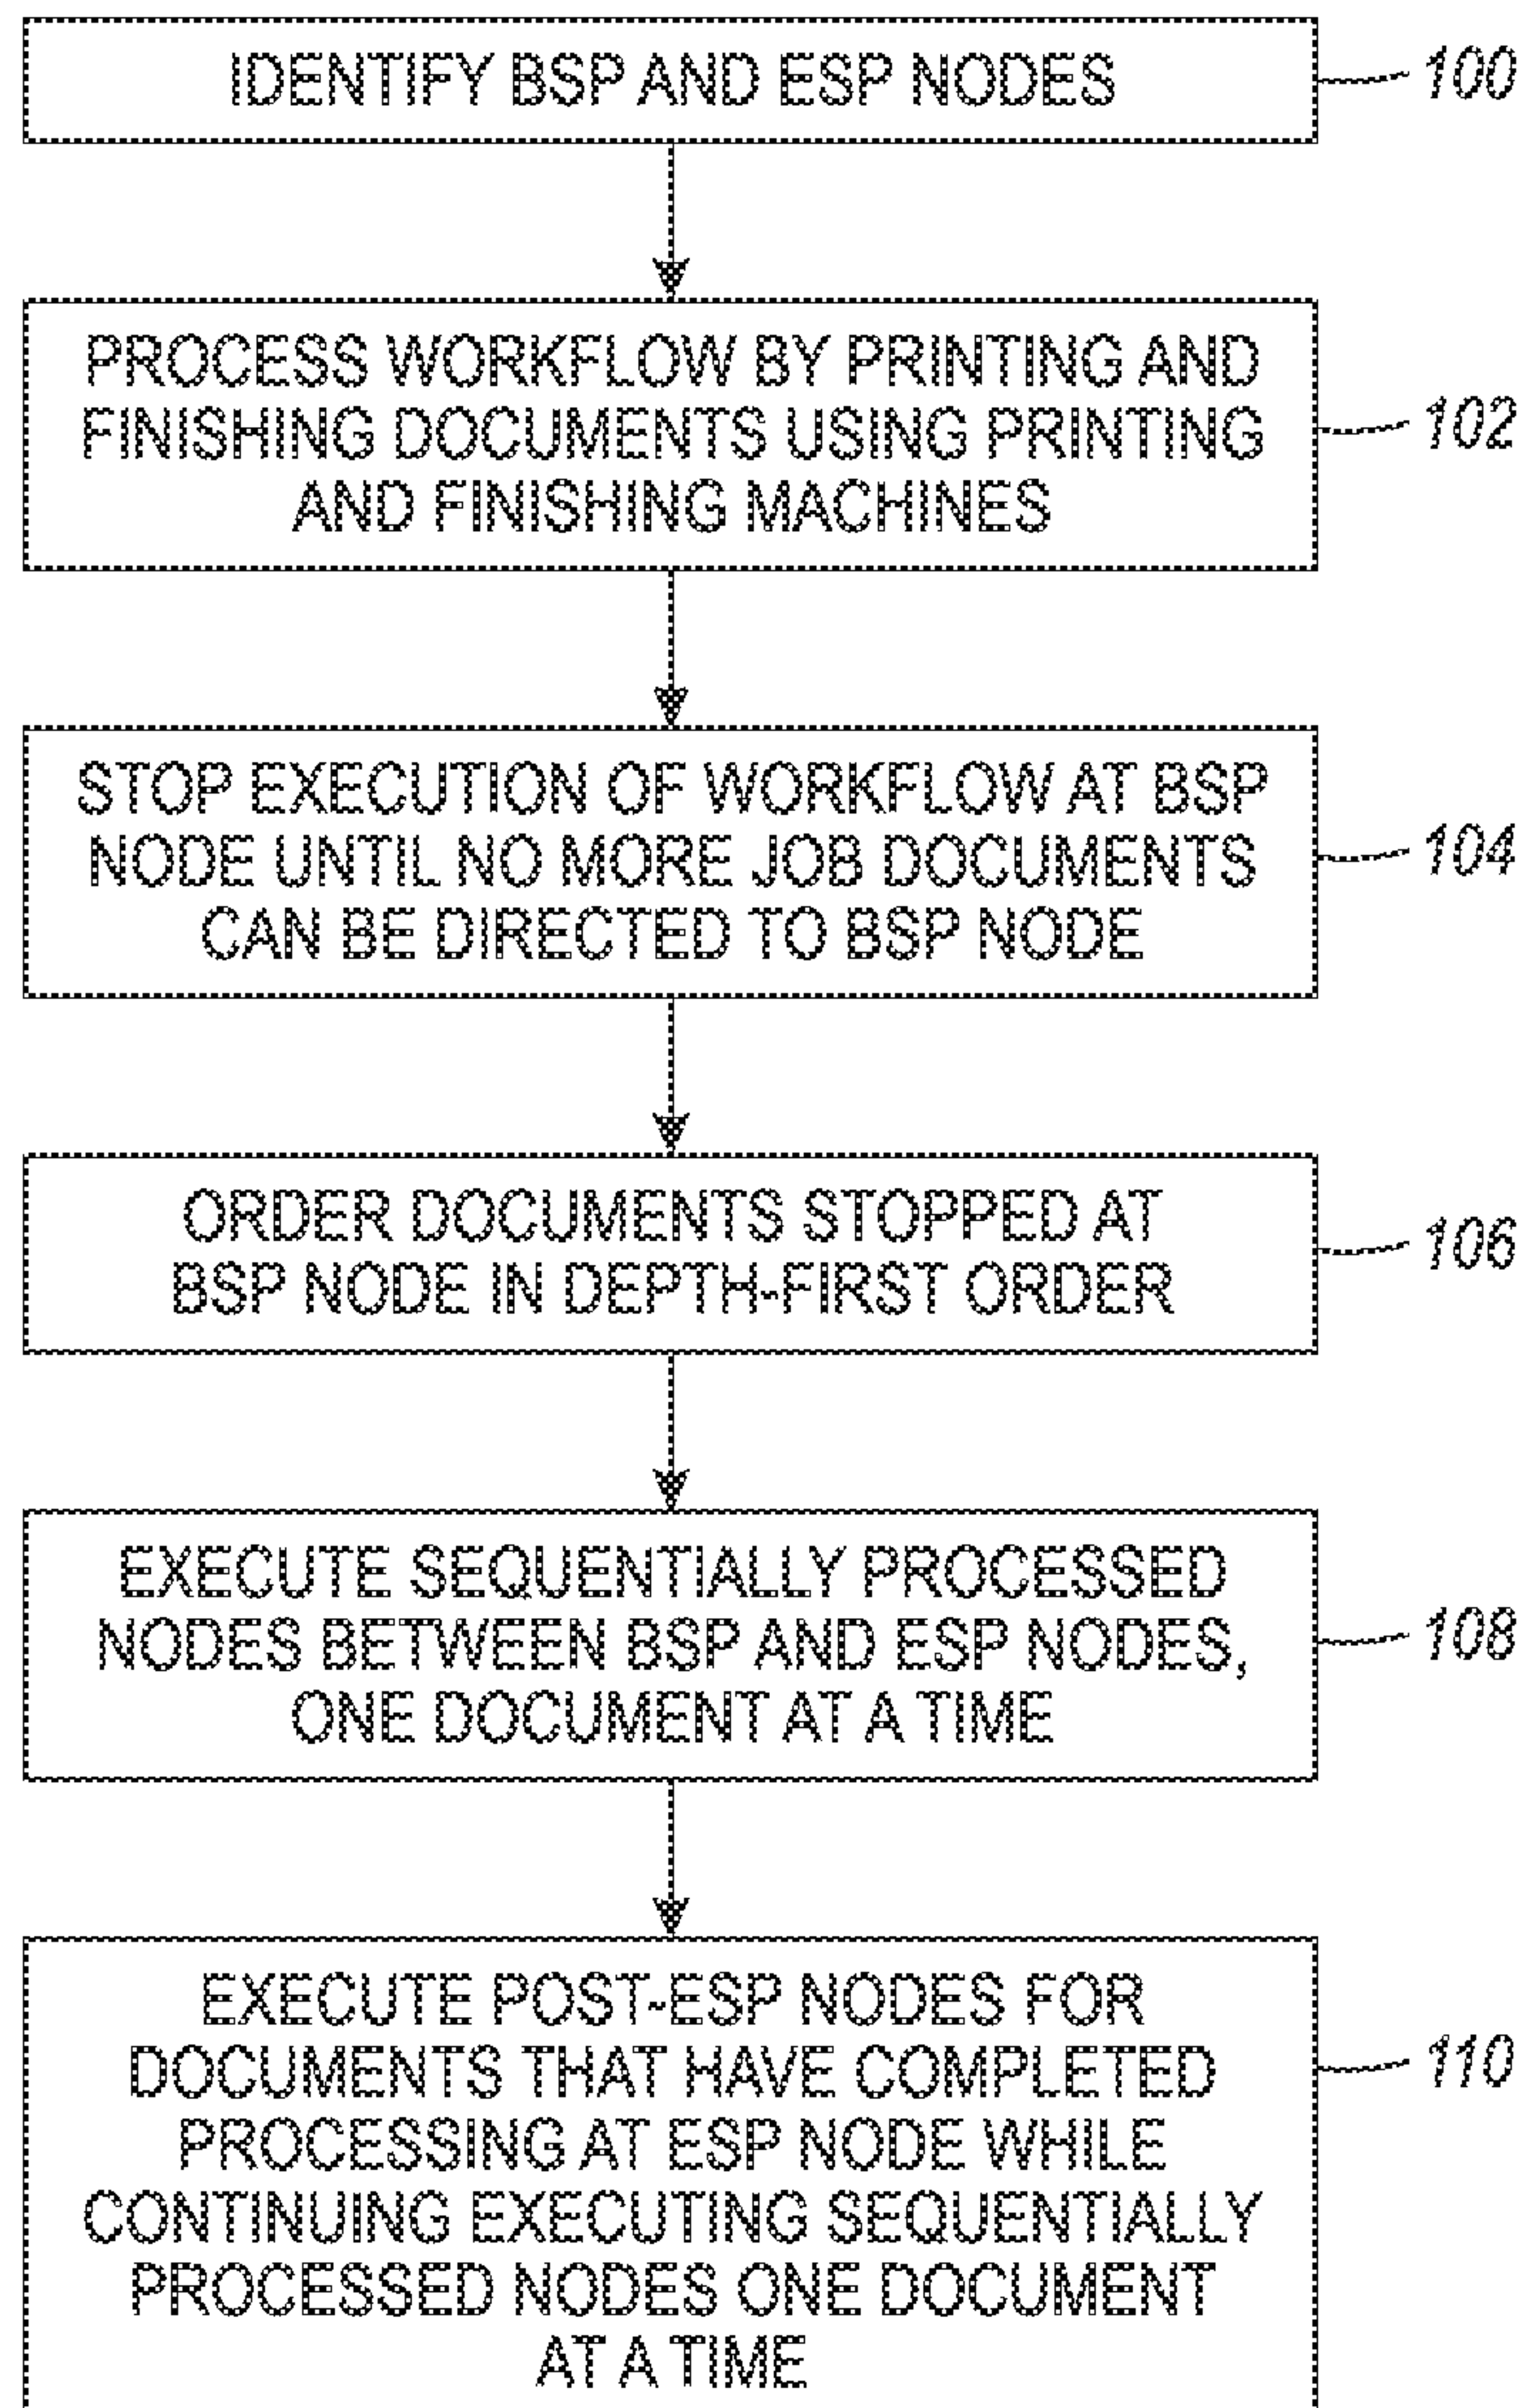 IDENTIFY BSP AND ESP NODES
100
PROCESS WORKFLOW BY PRINTING AND
FINISHING DOCUMENTS USING PRINTING
AND FINISHING MACHINES
102
STOP EXECUTION OF WORKFLOW AT BSP
NODE UNTIL NO MORE JOB DOCUMENTS
CAN BE DIRECTED TO BSP NODE
104
ORDER DOCUMENTS STOPPED AT
BSP NODE IN DEPTH-FIRST ORDER
106
EXECUTE SEQUENTIALLY PROCESSED
NODES BETWEEN BSP AND ESP NODES,
ONE DOCUMENT AT A TIME
108
EXECUTE POST-ESP NODES FOR
DOCUMENTS THAT HAVE COMPLETED
PROCESSING AT ESP NODE WHILE
CONTINUING EXECUTING SEQUENTIALLY
PROCESSED NODES ONE DOCUMENT
AT A TIME
110